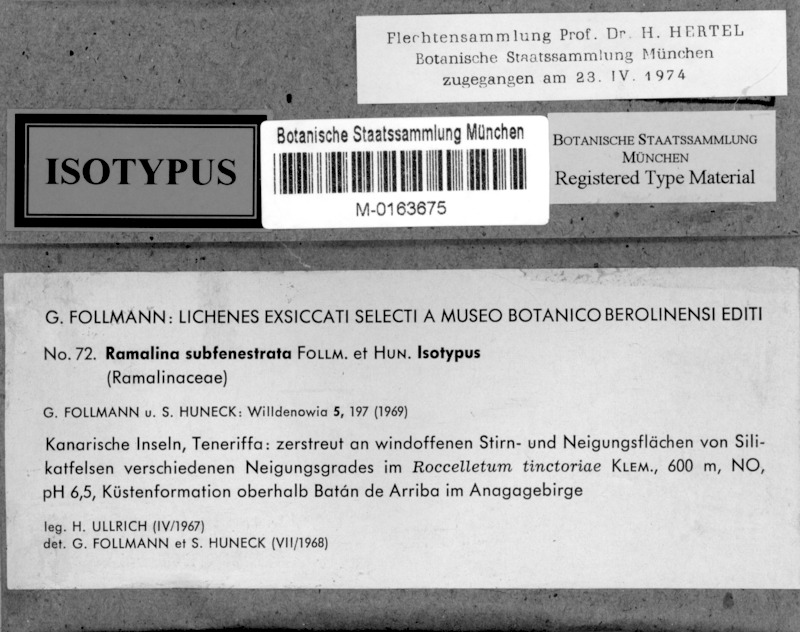 Flechtensammlung Prof. Dr. H. HERTEL
Botanische Staatssammlung München
zugegangen am 23. IV. 1974
ISOTYPUS
Botanische Staatssammlung München
M-0163675
BOTANISCHE STAATSSAMMLUNG
MÜNCHEN
Registered Type Material
G. FOLLMANN: LICHENES EXSICCATI SELECTI A MUSEO BOTANICO BEROLINENSI EDITI
No. 72. Ramalina subfenestrata FOLLM. et HUN. Isotypus
(Ramalinaceae)
G. FOLLMANN u. S. HUNECK: Willdenowia 5, 197 (1969)
Kanarische Inseln, Teneriffa: zerstreut an windoffenen Stirn- und Neigungsflächen von Sili-
katfelsen verschiedenen Neigungsgrades im Roccelletum tinctoriae KLEM., 600 m, NO,
pH 6,5, Küstenformation oberhalb Batán de Arriba im Anagagebirge
leg. H. ULLRICH (IV/1967)
det. G. FOLLMANN et S. HUNECK (VII/1968)